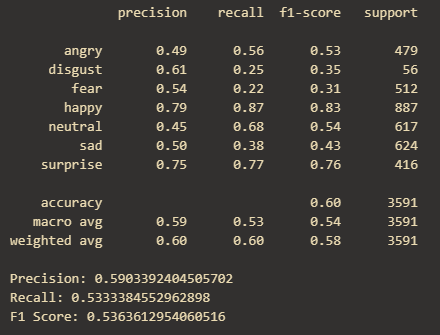 precision recall f1-score support
angry 0.49 0.56 0.53 479
disgust 0.61 0.25 0.35 56
fear 0.54 0.22 0.31 512
happy 0.79 0.87 0.83 887
neutral 0.45 0.68 0.54 617
sad 0.50 0.38 0.43 624
surprise 0.75 0.77 0.76 416
accuracy 0.60 3591
macro avg 0.59 0.53 0.54 3591
weighted avg 0.60 0.60 0.58 3591
Precision: 0.5903392404505702
Recall: 0.5333384552962898
F1 Score: 0.5363612954060516